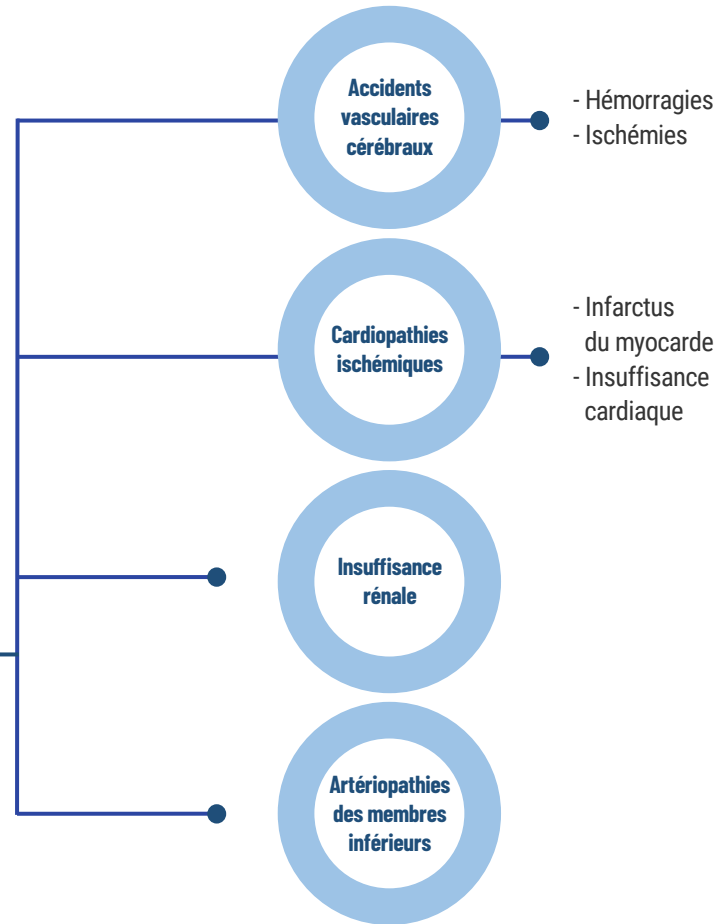 Accidents
vasculaires
cérébraux
- Hémorragies
- Ischémies
Cardiopathies
ischémiques
- Infarctus
du myocarde
- Insuffisance
cardiaque
Insuffisance
rénale
Artériopathies
des membres
inférieurs